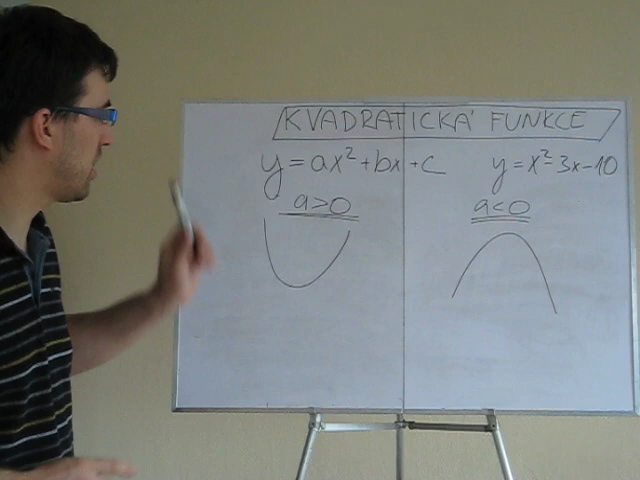 KVADRATICKÁ FUNKCE
y=ax²+bx+c
y=x²-3x-10
a>0
a<0